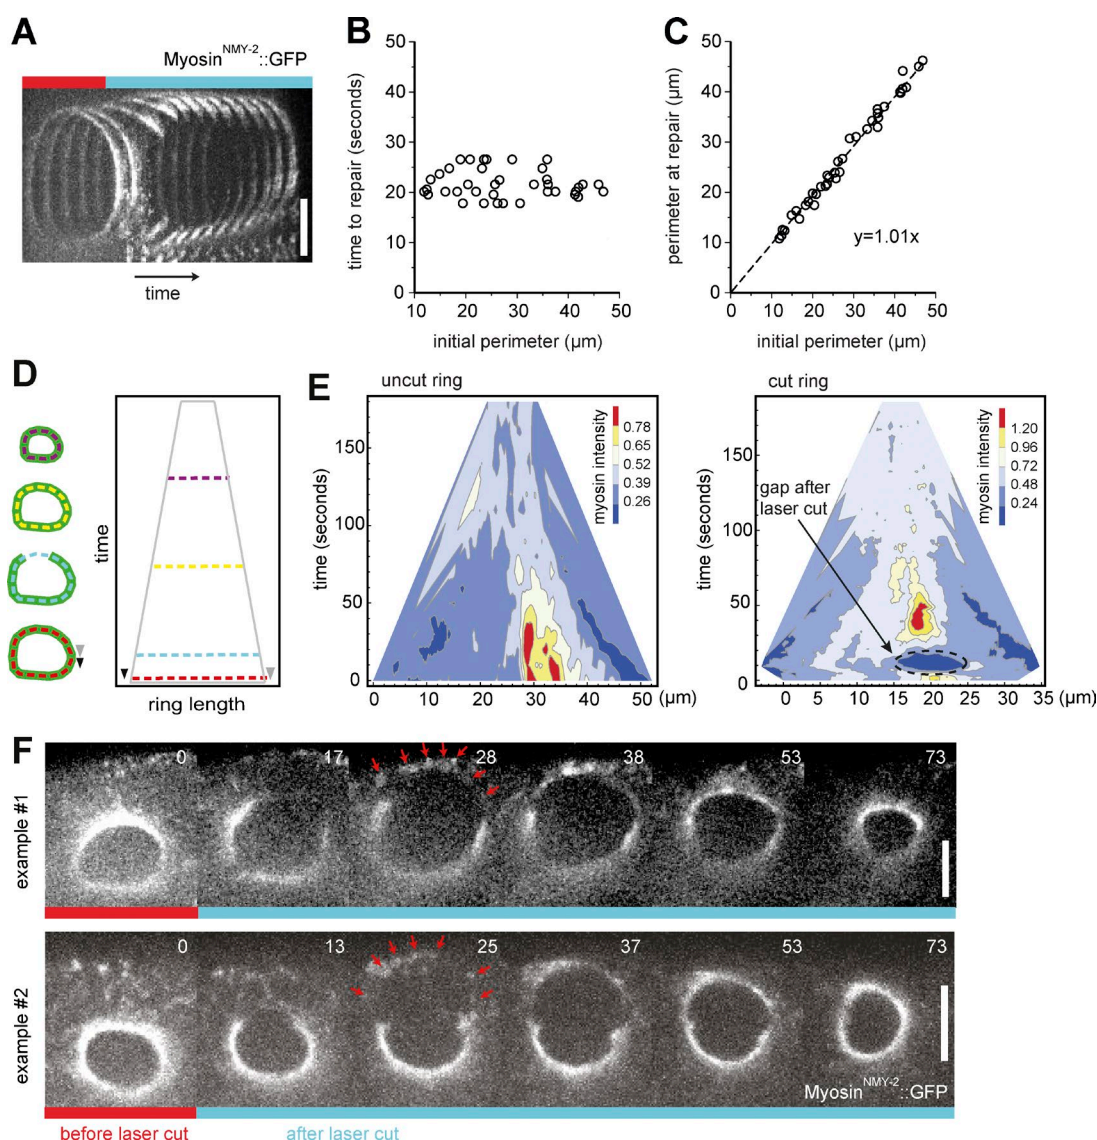 A
Myosin^NMY-2::GFP
time
B
time to repair (seconds)
50
40
30
20
10
0
10 20 30 40 50
initial perimeter (µm)
C
perimeter at repair (µm)
50
40
30
20
10
0
y=1.01x
0 10 20 30 40 50
initial perimeter (µm)
D
time
ring length
E
uncut ring
time (seconds)
150
100
50
0
0 10 20 30 40 50 (µm)
myosin intensity
0.78
0.65
0.52
0.39
0.26
cut ring
time (seconds)
150
100
50
0
0 5 10 15 20 25 30 35 (µm)
gap after
laser cut
myosin intensity
1.20
0.96
0.72
0.48
0.24
F
example #1
0 17 28 38 53 73
example #2
0 13 25 37 53 73
Myosin^NMY-2::GFP
before laser cut after laser cut